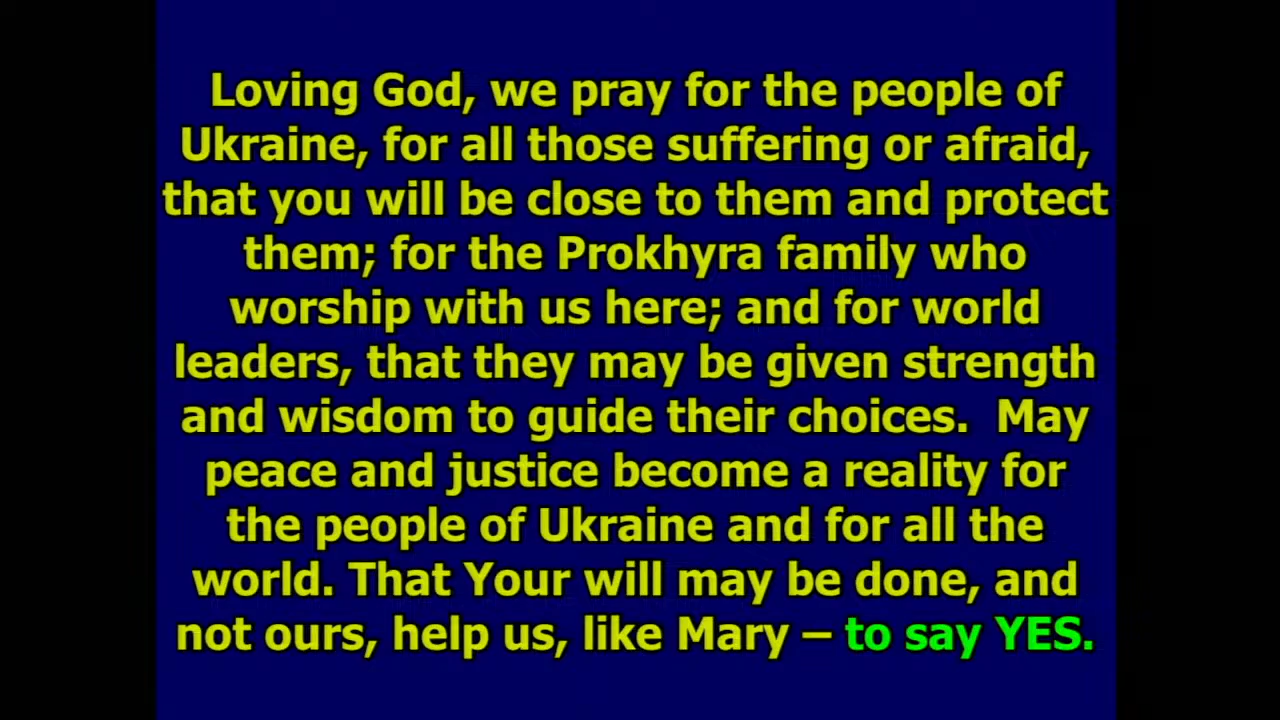 Loving God, we pray for the people of
Ukraine, for all those suffering or afraid,
that you will be close to them and protect
them; for the Prokhyra family who
worship with us here; and for world
leaders, that they may be given strength
and wisdom to guide their choices.  May
peace and justice become a reality for
the people of Ukraine and for all the
world. That Your will may be done, and
not ours, help us, like Mary – to say YES.